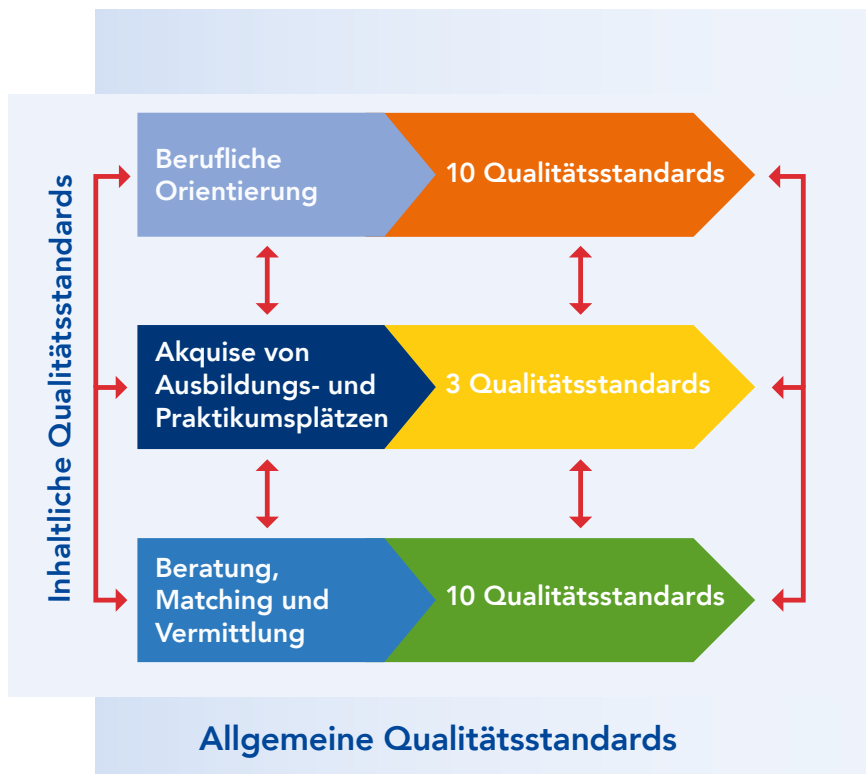 Inhaltliche Qualitätsstandards
Berufliche
Orientierung
10 Qualitätsstandards
Akquise von
Ausbildungs- und
Praktikumsplätzen
3 Qualitätsstandards
Beratung,
Matching und
Vermittlung
10 Qualitätsstandards
Allgemeine Qualitätsstandards